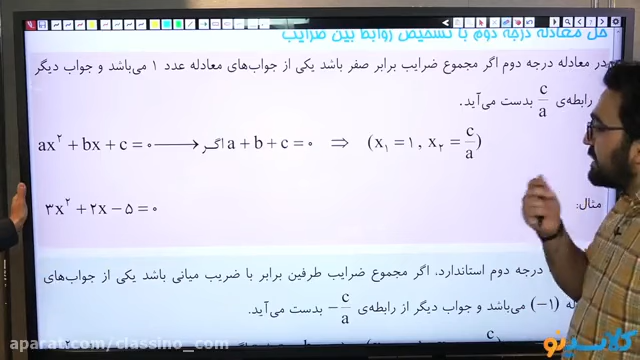 حل معادله درجه دوم با تشخیص روابط بین ضرایب
در معادله درجه دوم اگر مجموع ضرایب برابر صفر باشد یکی از جواب‌های معادله عدد ۱ می‌باشد و جواب دیگر
رابطه‌ی c/a بدست می‌آید.
ax² + bx + c = ۰ ⟶ اگر a + b + c = ۰ ⇒ (x₁ = ۱ , x₂ = c/a)
مثال:
۳x² + ۲x − ۵ = ۰
درجه دوم استاندارد. اگر مجموع ضرایب طرفین برابر با ضریب میانی باشد یکی از جواب‌های
(−۱) می‌باشد و جواب دیگر از رابطه‌ی −c/a بدست می‌آید.
aparat.com/classino_com
کلاسینو